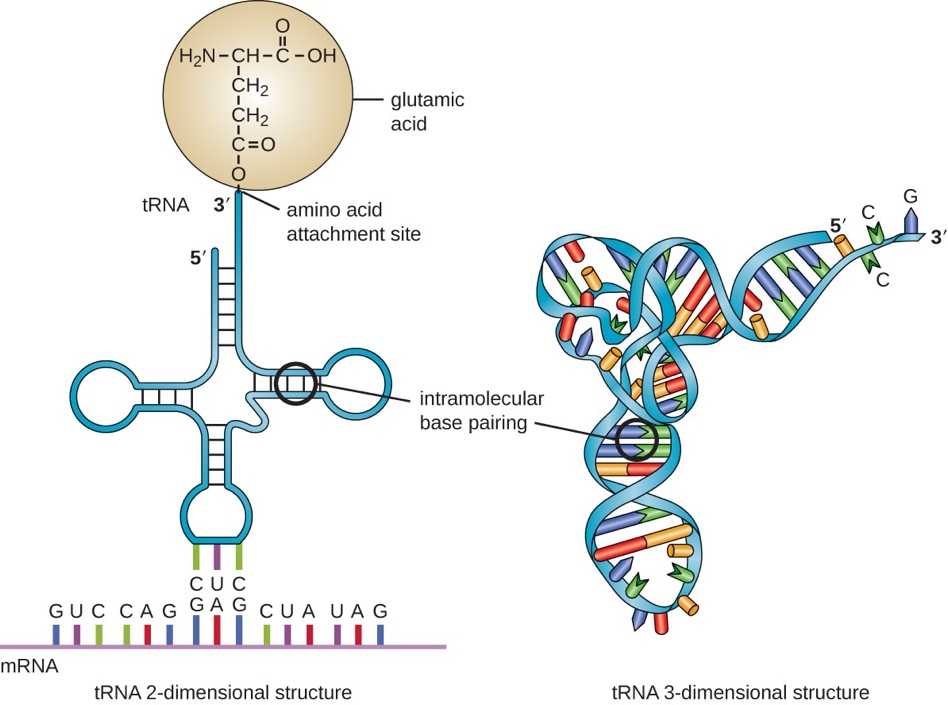 O
H₂N–CH–C–OH
CH₂
CH₂
C=O
O
glutamic
acid
tRNA 3′
amino acid
attachment site
5′
intramolecular
base pairing
C U C
G A G
G U C C A G C U A U A G
mRNA
tRNA 2-dimensional structure
5′
C
G
3′
C
tRNA 3-dimensional structure